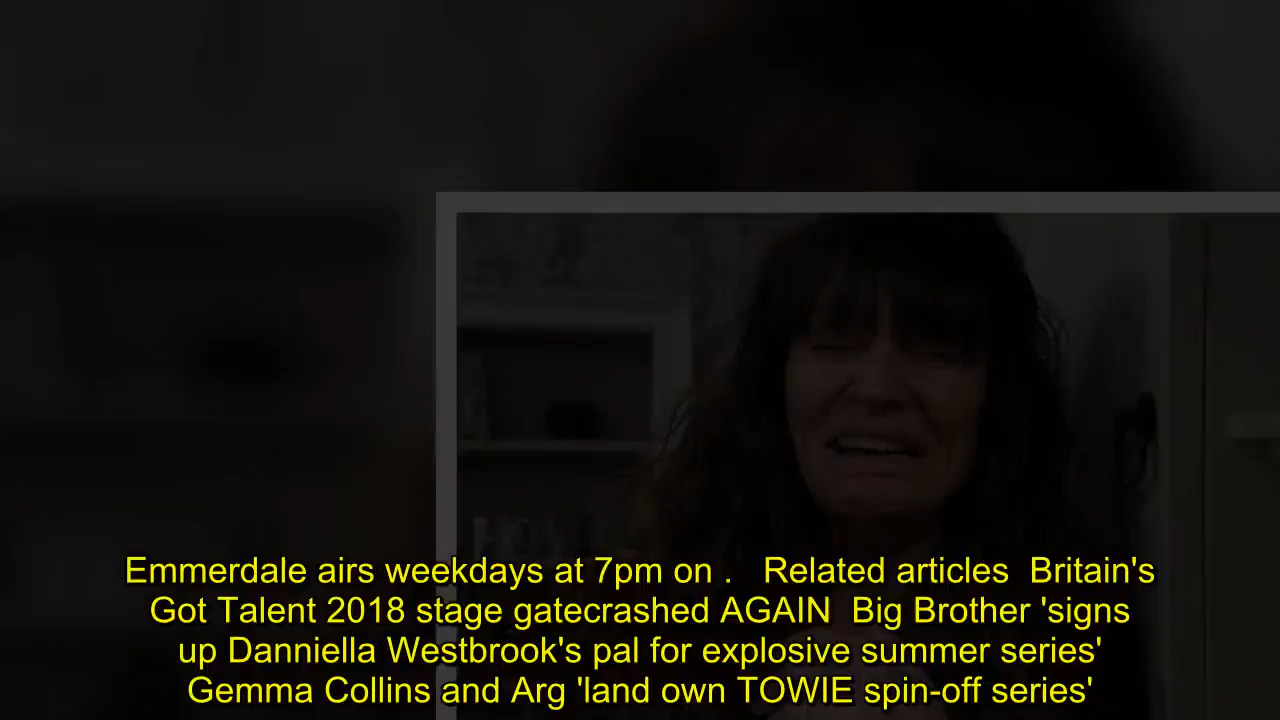 Emmerdale airs weekdays at 7pm on .   Related articles  Britain's
Got Talent 2018 stage gatecrashed AGAIN  Big Brother 'signs
up Danniella Westbrook's pal for explosive summer series'
Gemma Collins and Arg 'land own TOWIE spin-off series'